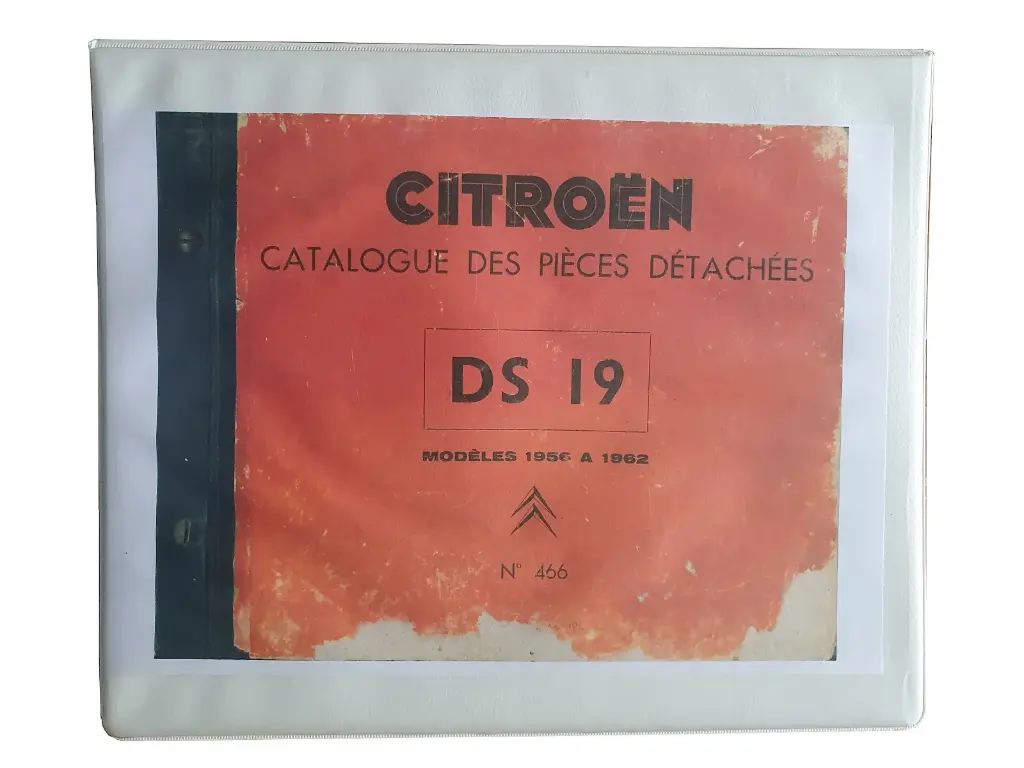 CITROËN
CATALOGUE DES PIÈCES DÉTACHÉES
DS 19
MODÈLES 1956 A 1962
N° 466